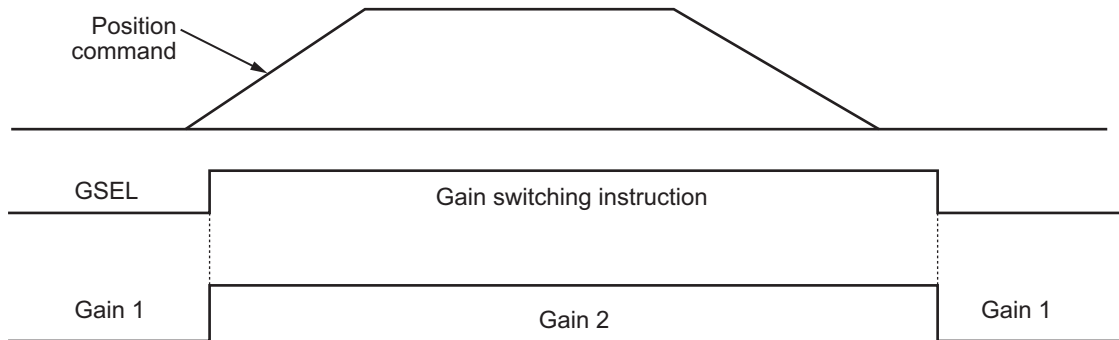 Position
command
GSEL
Gain switching instruction
Gain 1
Gain 2
Gain 1